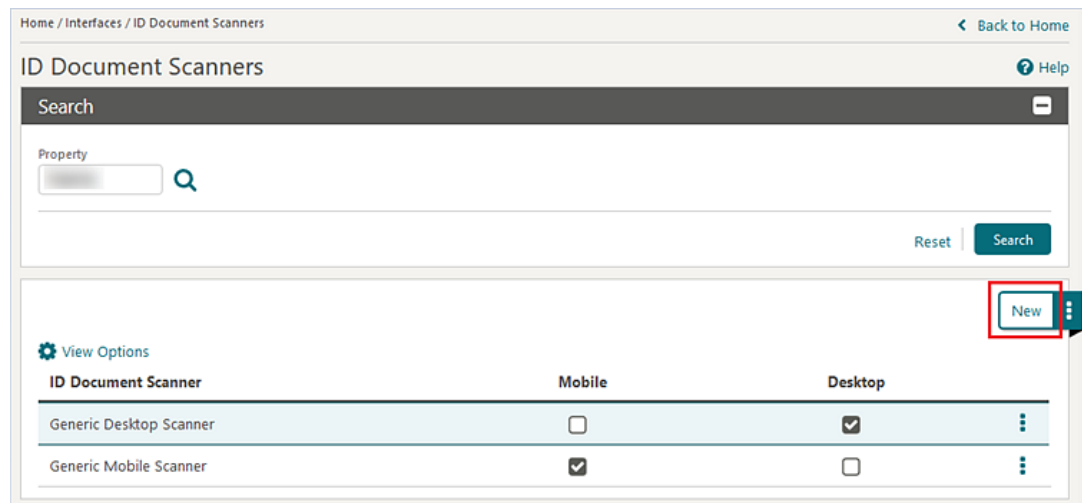 Home / Interfaces / ID Document Scanners
Back to Home
ID Document Scanners
Help
Search
Property
Reset
Search
New
View Options
ID Document Scanner Mobile Desktop
Generic Desktop Scanner
Generic Mobile Scanner